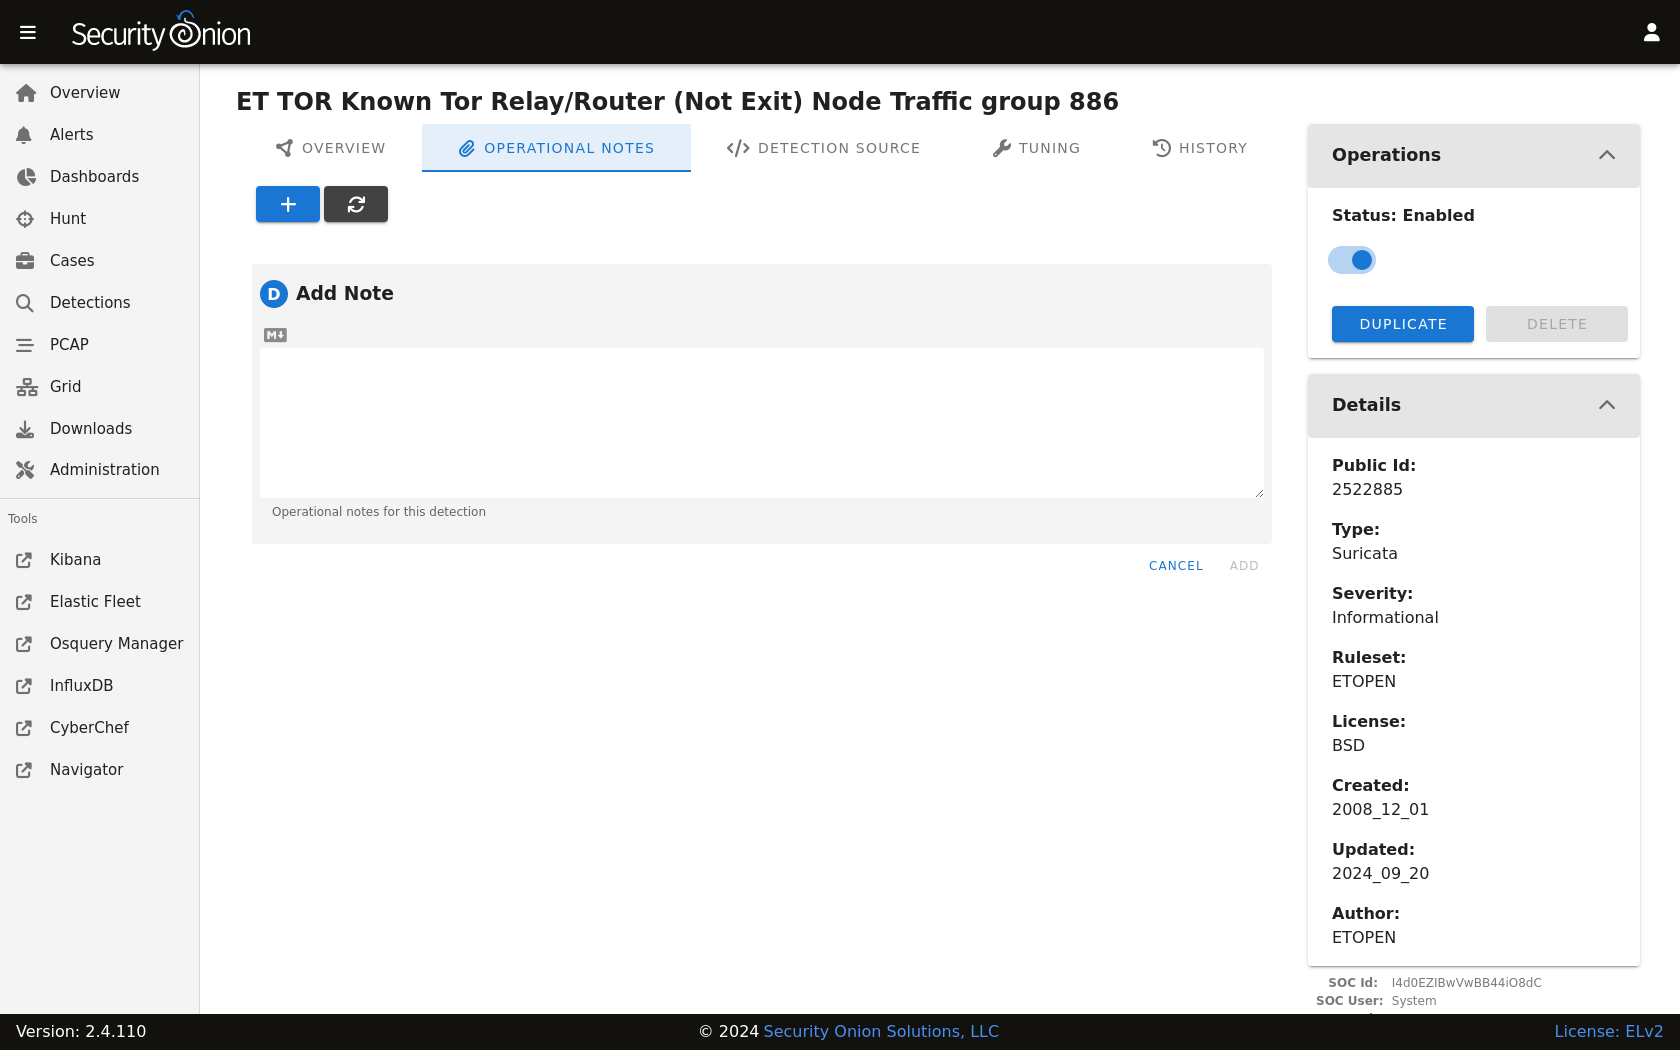 Security Onion
Overview
Alerts
Dashboards
Hunt
Cases
Detections
PCAP
Grid
Downloads
Administration
Tools
Kibana
Elastic Fleet
Osquery Manager
InfluxDB
CyberChef
Navigator
ET TOR Known Tor Relay/Router (Not Exit) Node Traffic group 886
OVERVIEW
OPERATIONAL NOTES
DETECTION SOURCE
TUNING
HISTORY
D Add Note
M
Operational notes for this detection
CANCEL ADD
Operations
Status: Enabled
DUPLICATE DELETE
Details
Public Id:
2522885
Type:
Suricata
Severity:
Informational
Ruleset:
ETOPEN
License:
BSD
Created:
2008_12_01
Updated:
2024_09_20
Author:
ETOPEN
SOC Id: I4d0EZIBwVwBB44iO8dC
SOC User: System
Version: 2.4.110
© 2024 Security Onion Solutions, LLC
License: ELv2